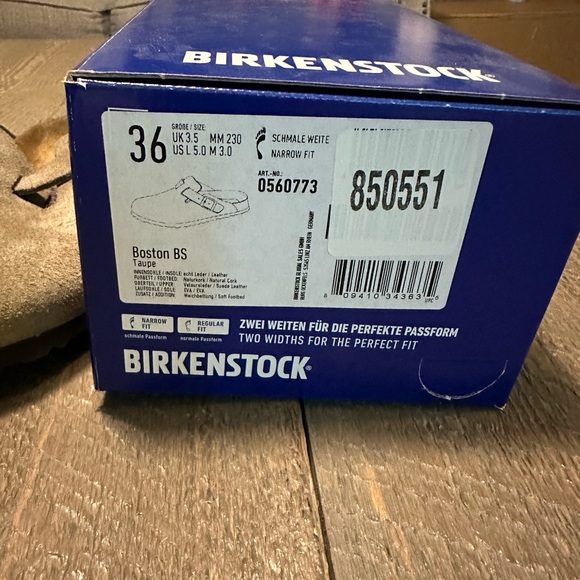 BIRKENSTOCK
36
GRÖßE / SIZE:
UK 3.5 MM 230
US L 5.0 M 3.0
SCHMALE WEITE
NARROW FIT
ART.-NO.:
0560773
850551
Boston BS
Taupe
INNENSOHLE / INSOLE: echt Leder / Leather
FUßBETT / FOOTBED: Naturkork / Natural Cork
OBERTEIL / UPPER: Veloursleder / Suede Leather
LAUFSOHLE / SOLE: EVA / EVA
ZUSATZ / ADDITION: Weichbettung / Soft Footbed
09410 34363
UPC
NARROW FIT
schmale Passform
REGULAR FIT
normale Passform
ZWEI WEITEN FÜR DIE PERFEKTE PASSFORM
TWO WIDTHS FOR THE PERFECT FIT
BIRKENSTOCK